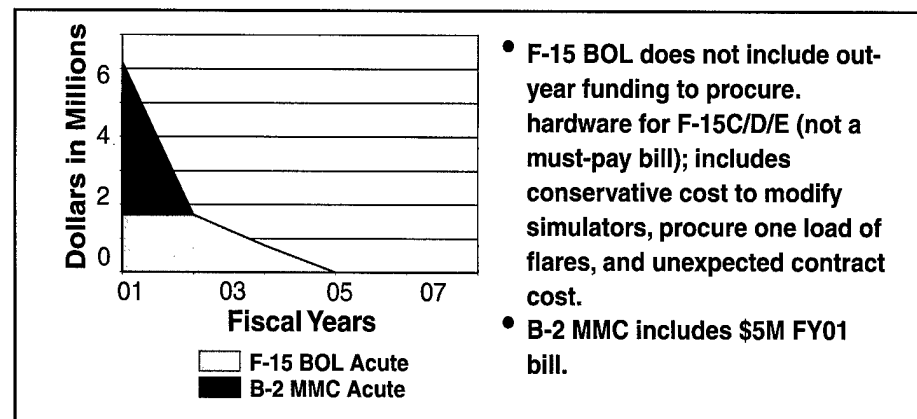 Dollars in Millions
6
4
2
0
01 03 05 07
Fiscal Years
F-15 BOL Acute
B-2 MMC Acute
• F-15 BOL does not include out-
year funding to procure.
hardware for F-15C/D/E (not a
must-pay bill); includes
conservative cost to modify
simulators, procure one load of
flares, and unexpected contract
cost.
• B-2 MMC includes $5M FY01
bill.